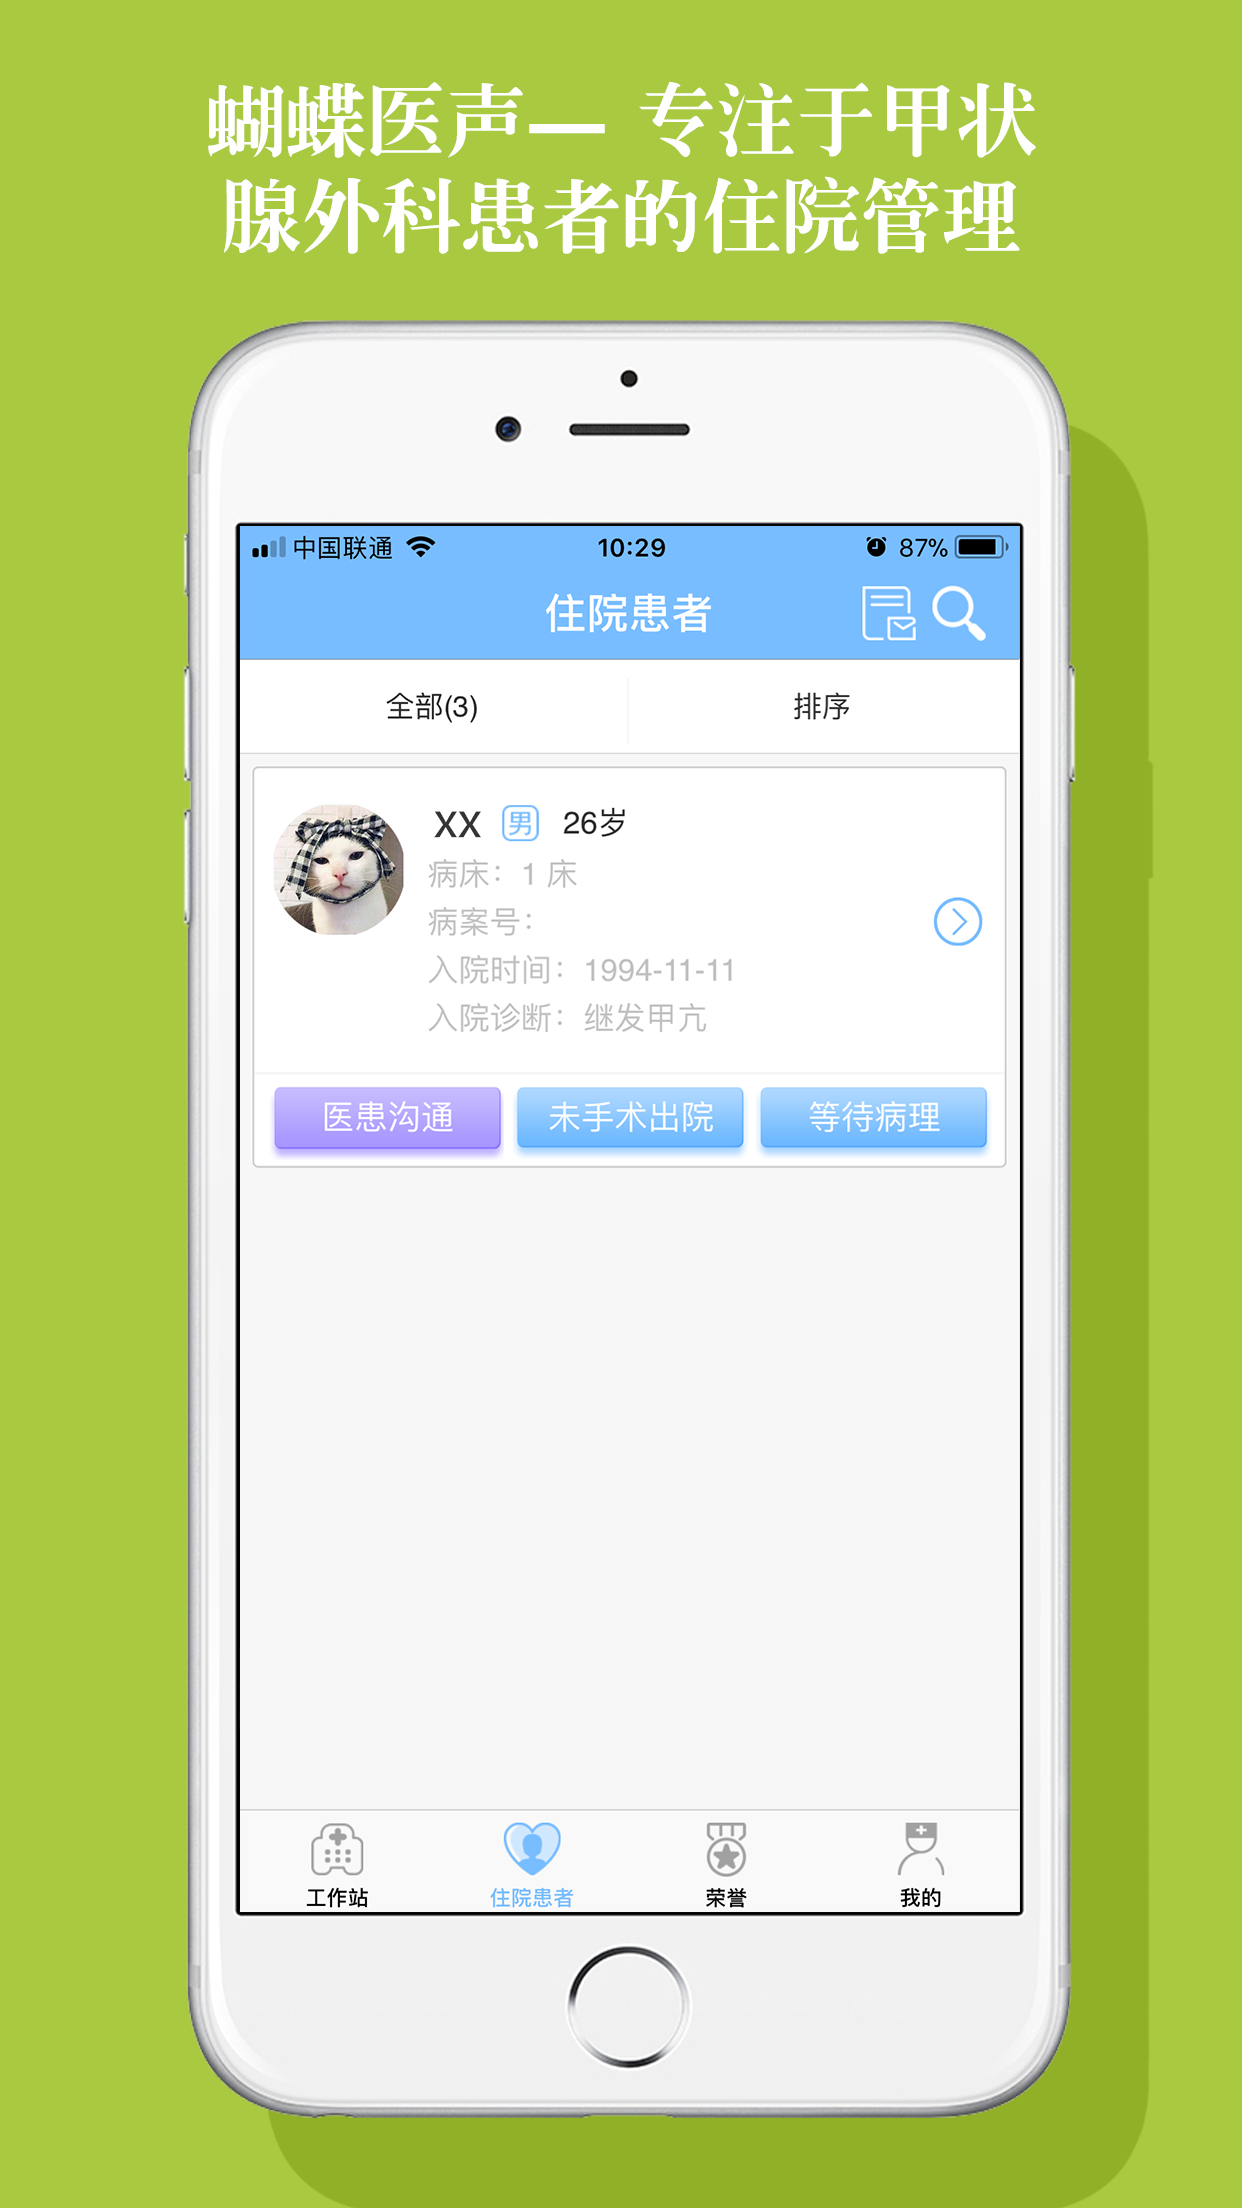 蝴蝶医声— 专注于甲状
腺外科患者的住院管理
中国联通 10:29 87%
住院患者
全部(3) 排序
XX 男 26岁
病床：1 床
病案号：
入院时间：1994-11-11
入院诊断：继发甲亢
医患沟通 未手术出院 等待病理
工作站 住院患者 荣誉 我的